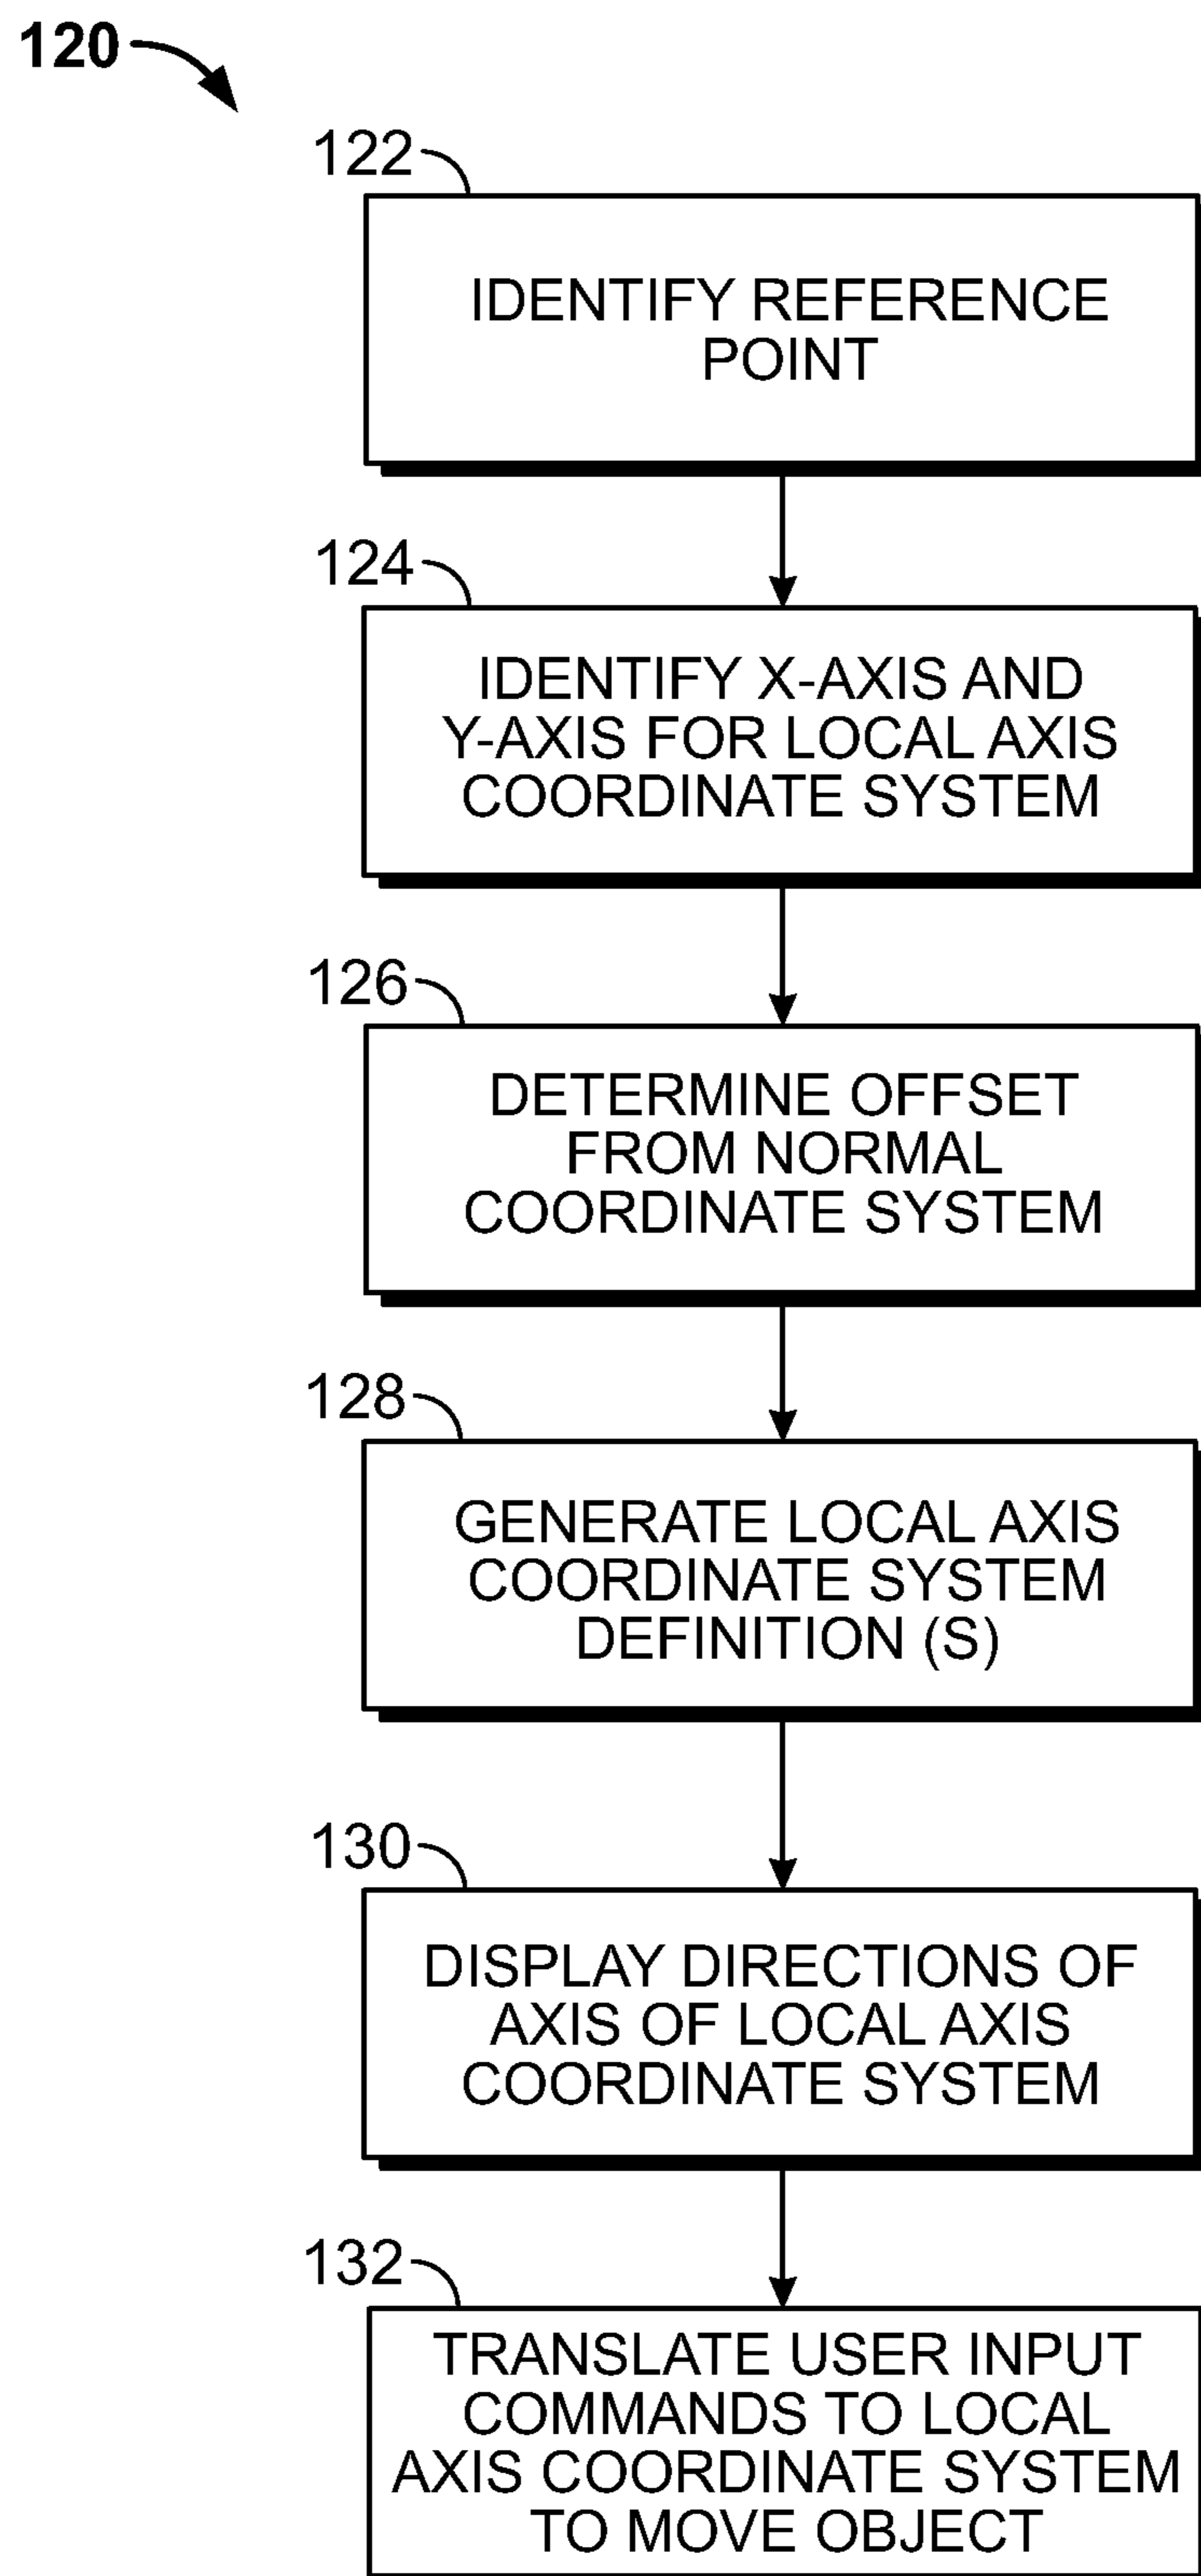 120
122
IDENTIFY REFERENCE
POINT
124
IDENTIFY X-AXIS AND
Y-AXIS FOR LOCAL AXIS
COORDINATE SYSTEM
126
DETERMINE OFFSET
FROM NORMAL
COORDINATE SYSTEM
128
GENERATE LOCAL AXIS
COORDINATE SYSTEM
DEFINITION (S)
130
DISPLAY DIRECTIONS OF
AXIS OF LOCAL AXIS
COORDINATE SYSTEM
132
TRANSLATE USER INPUT
COMMANDS TO LOCAL
AXIS COORDINATE SYSTEM
TO MOVE OBJECT